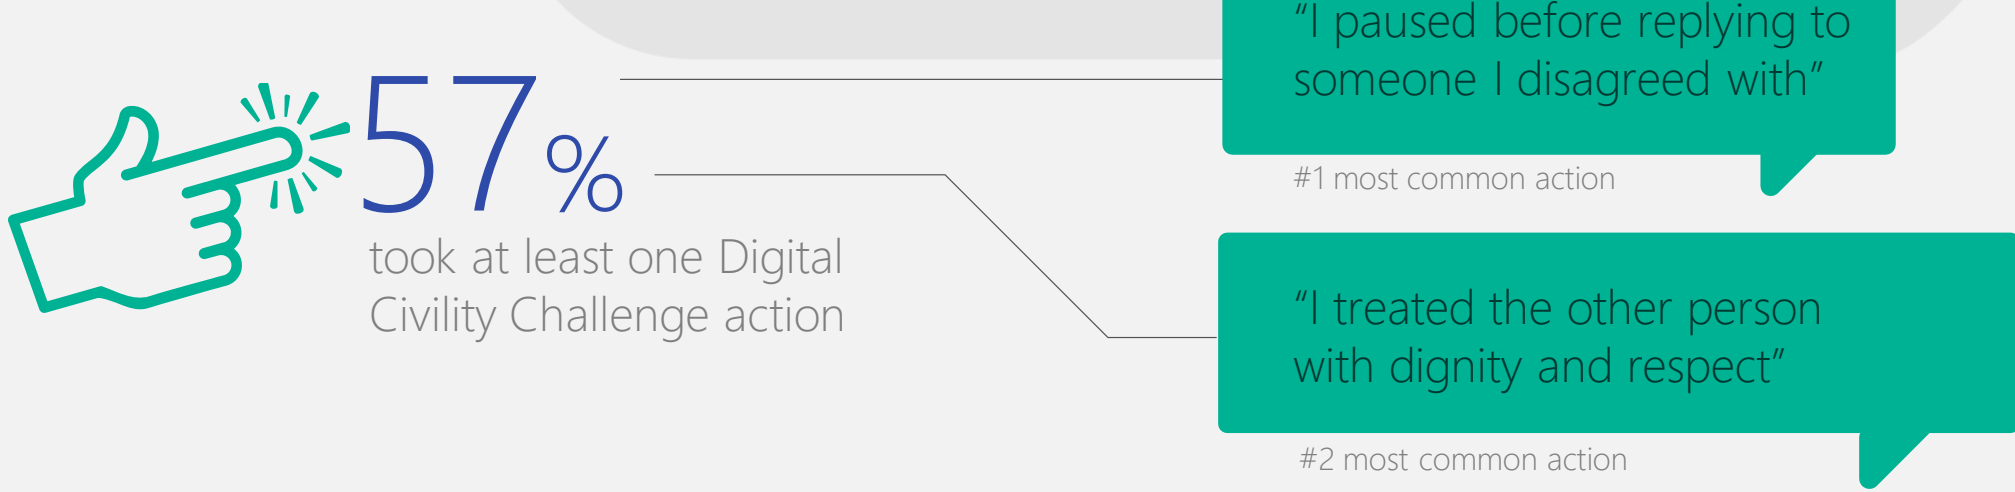 57%
took at least one Digital
Civility Challenge action
“I paused before replying to
someone I disagreed with”
#1 most common action
“I treated the other person
with dignity and respect”
#2 most common action